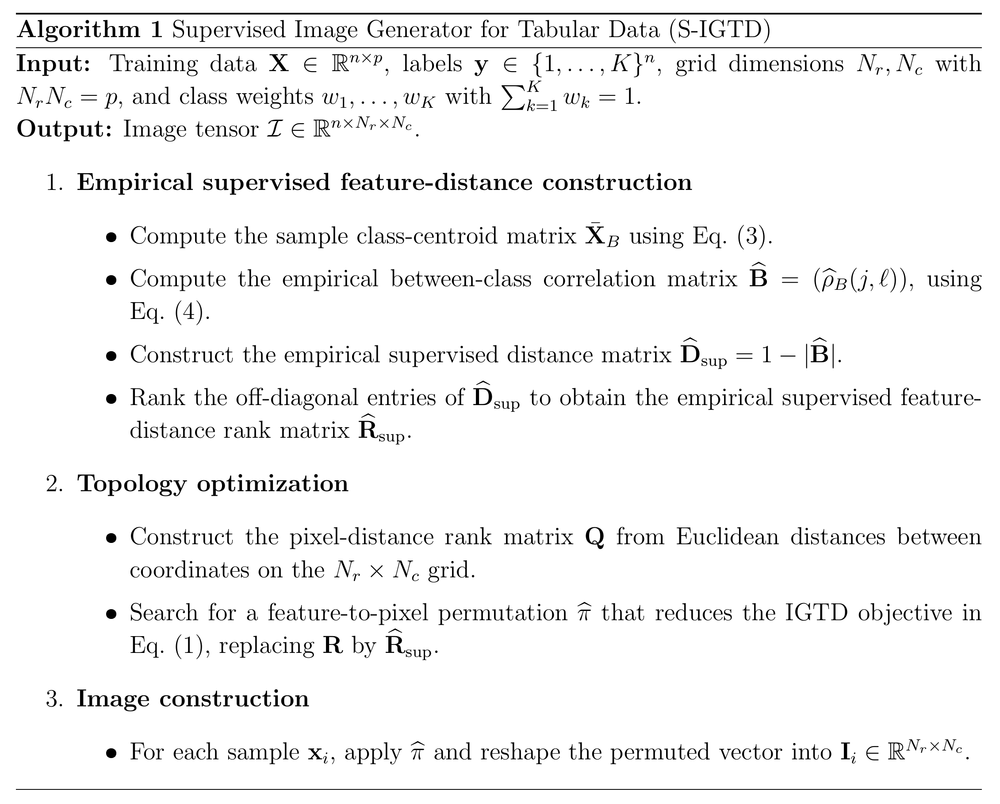 Algorithm 1 Supervised Image Generator for Tabular Data (S-IGTD)
Input: Training data $\mathbf{X} \in \mathbb{R}^{n \times p}$, labels $\mathbf{y} \in \{1, \ldots, K\}^n$, grid dimensions $N_r, N_c$ with
$N_r N_c = p$, and class weights $w_1, \ldots, w_K$ with $\sum_{k=1}^{K} w_k = 1$.
Output: Image tensor $\mathcal{I} \in \mathbb{R}^{n \times N_r \times N_c}$.
1. Empirical supervised feature-distance construction
• Compute the sample class-centroid matrix $\bar{\mathbf{X}}_B$ using Eq. (3).
• Compute the empirical between-class correlation matrix $\widehat{\mathbf{B}} = (\widehat{\rho}_B(j, \ell))$, using
Eq. (4).
• Construct the empirical supervised distance matrix $\widehat{\mathbf{D}}_{\text{sup}} = 1 - |\widehat{\mathbf{B}}|$.
• Rank the off-diagonal entries of $\widehat{\mathbf{D}}_{\text{sup}}$ to obtain the empirical supervised feature-
distance rank matrix $\widehat{\mathbf{R}}_{\text{sup}}$.
2. Topology optimization
• Construct the pixel-distance rank matrix $\mathbf{Q}$ from Euclidean distances between
coordinates on the $N_r \times N_c$ grid.
• Search for a feature-to-pixel permutation $\widehat{\pi}$ that reduces the IGTD objective in
Eq. (1), replacing $\mathbf{R}$ by $\widehat{\mathbf{R}}_{\text{sup}}$.
3. Image construction
• For each sample $\mathbf{x}_i$, apply $\widehat{\pi}$ and reshape the permuted vector into $\mathbf{I}_i \in \mathbb{R}^{N_r \times N_c}$.